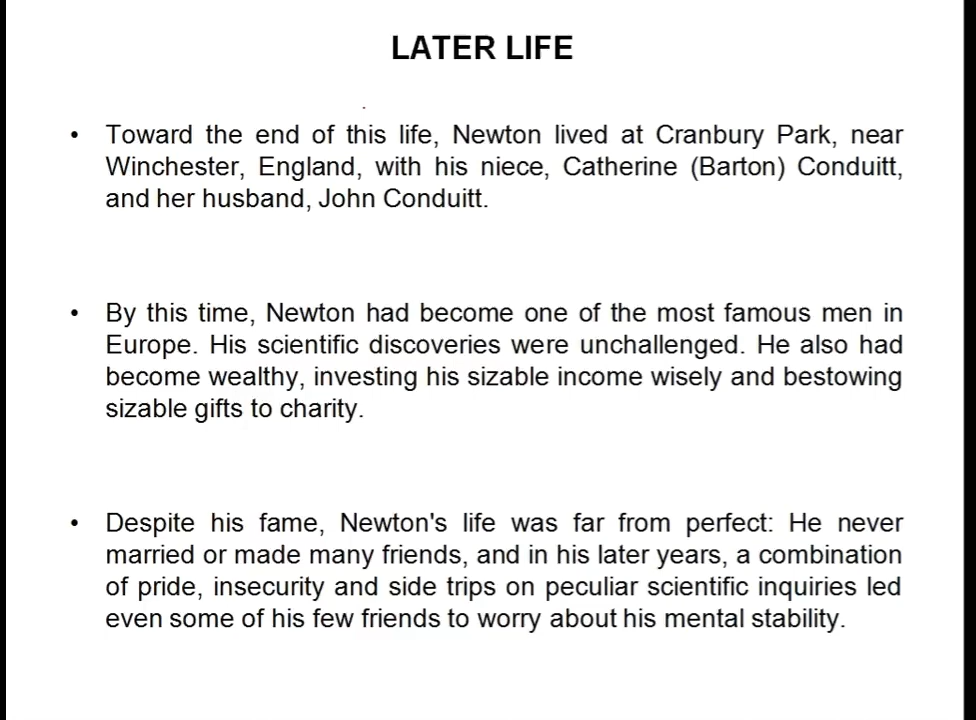 LATER LIFE
• Toward the end of this life, Newton lived at Cranbury Park, near
Winchester, England, with his niece, Catherine (Barton) Conduitt,
and her husband, John Conduitt.
• By this time, Newton had become one of the most famous men in
Europe. His scientific discoveries were unchallenged. He also had
become wealthy, investing his sizable income wisely and bestowing
sizable gifts to charity.
• Despite his fame, Newton's life was far from perfect: He never
married or made many friends, and in his later years, a combination
of pride, insecurity and side trips on peculiar scientific inquiries led
even some of his few friends to worry about his mental stability.